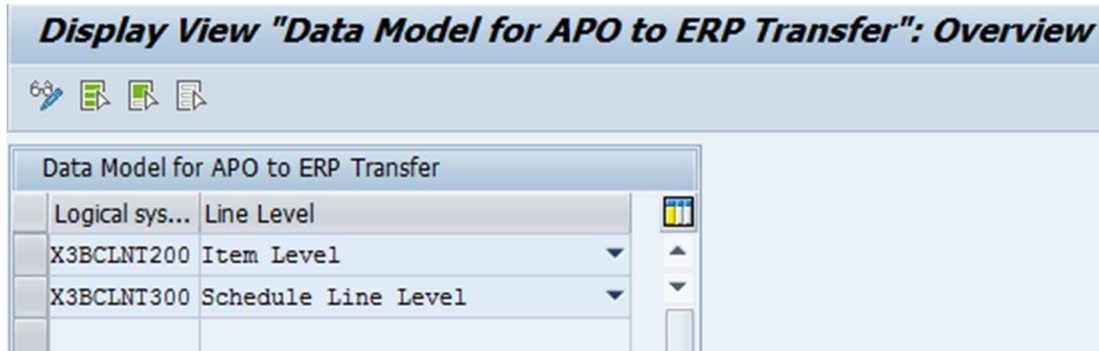 Display View "Data Model for APO to ERP Transfer": Overview
Data Model for APO to ERP Transfer
Logical sys... Line Level
X3BCLNT200 Item Level
X3BCLNT300 Schedule Line Level